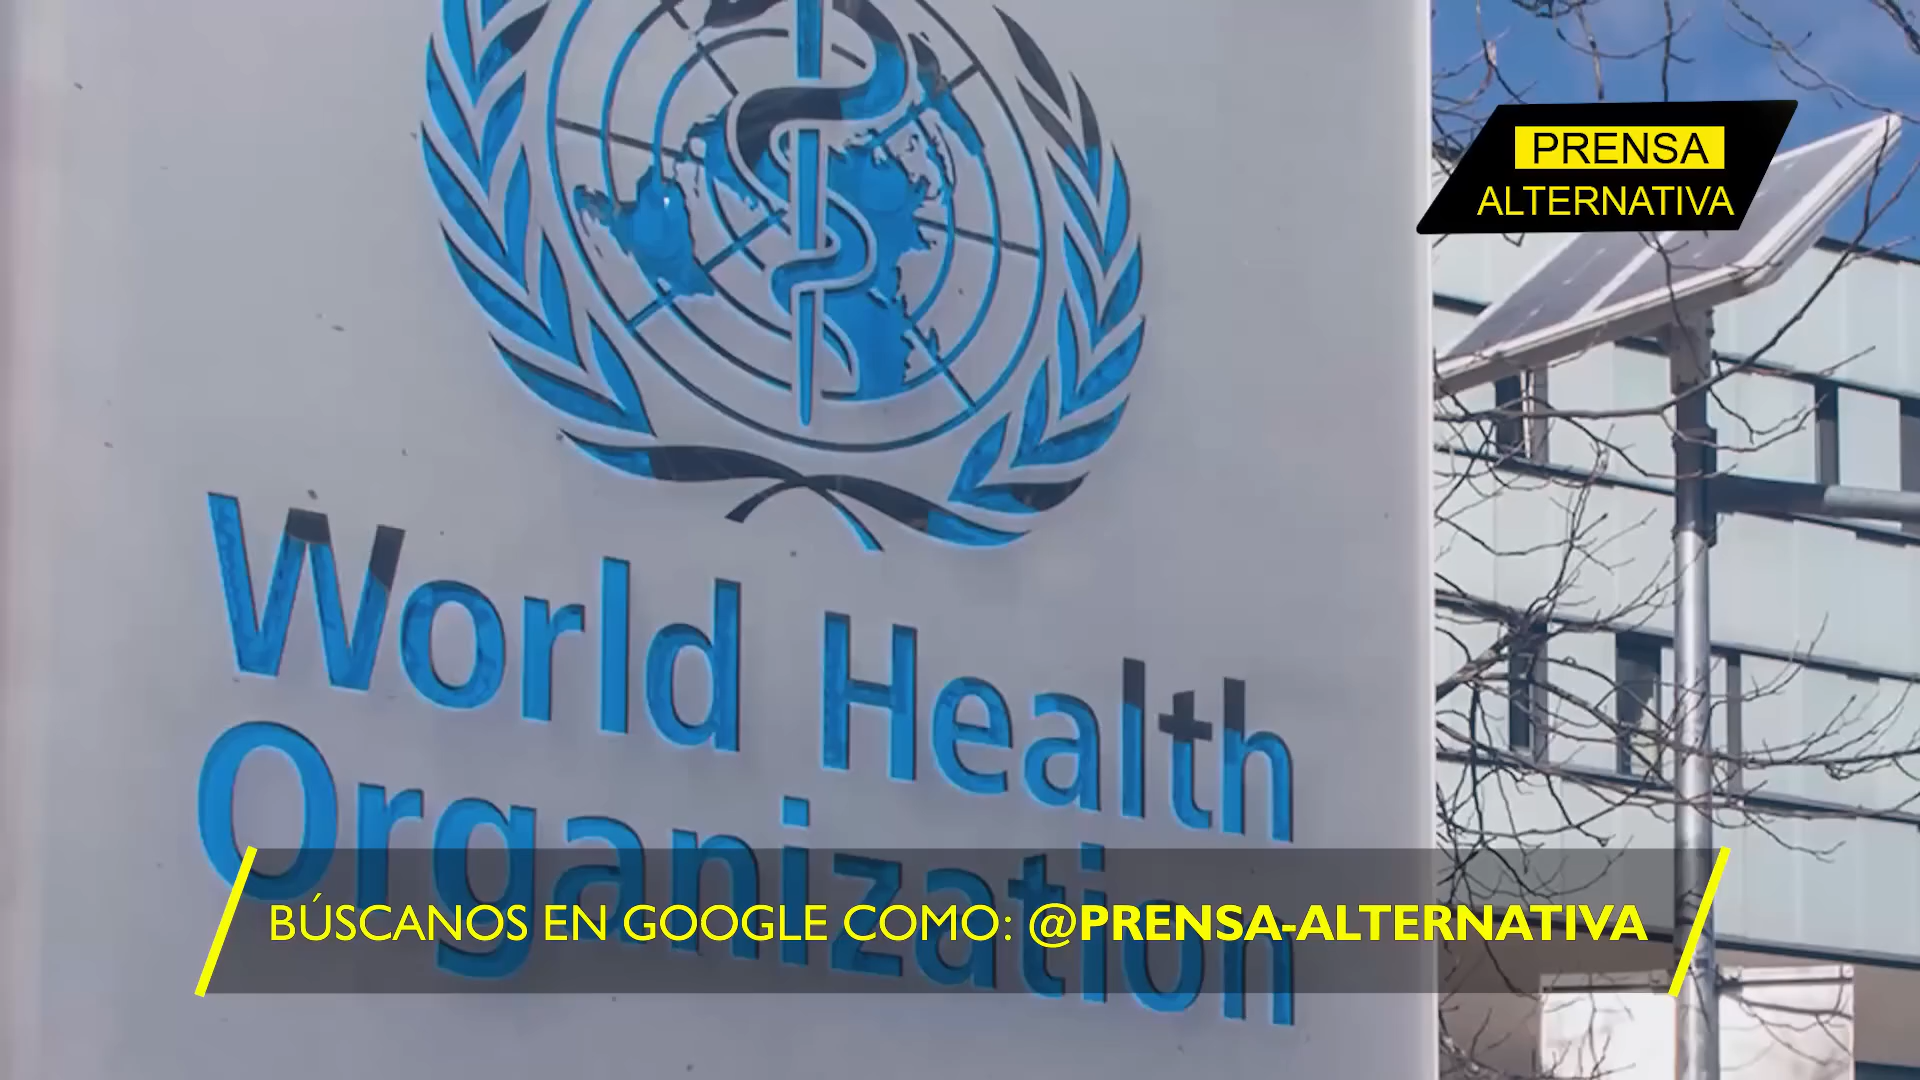 PRENSA
ALTERNATIVA
World Health
Organization
BÚSCANOS EN GOOGLE COMO: @PRENSA-ALTERNATIVA